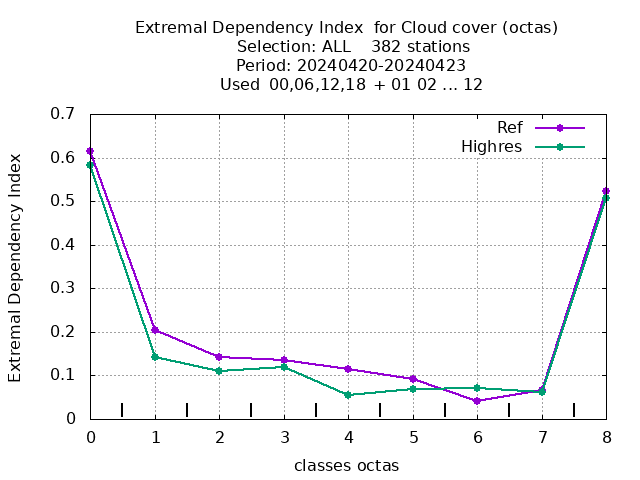 Extremal Dependency Index  for Cloud cover (octas)
Selection: ALL    382 stations
Period: 20240420-20240423
Used  00,06,12,18  + 01 02 ... 12
Ref
Highres
Extremal Dependency Index
0.7
0.6
0.5
0.4
0.3
0.2
0.1
0
0 1 2 3 4 5 6 7 8
classes octas